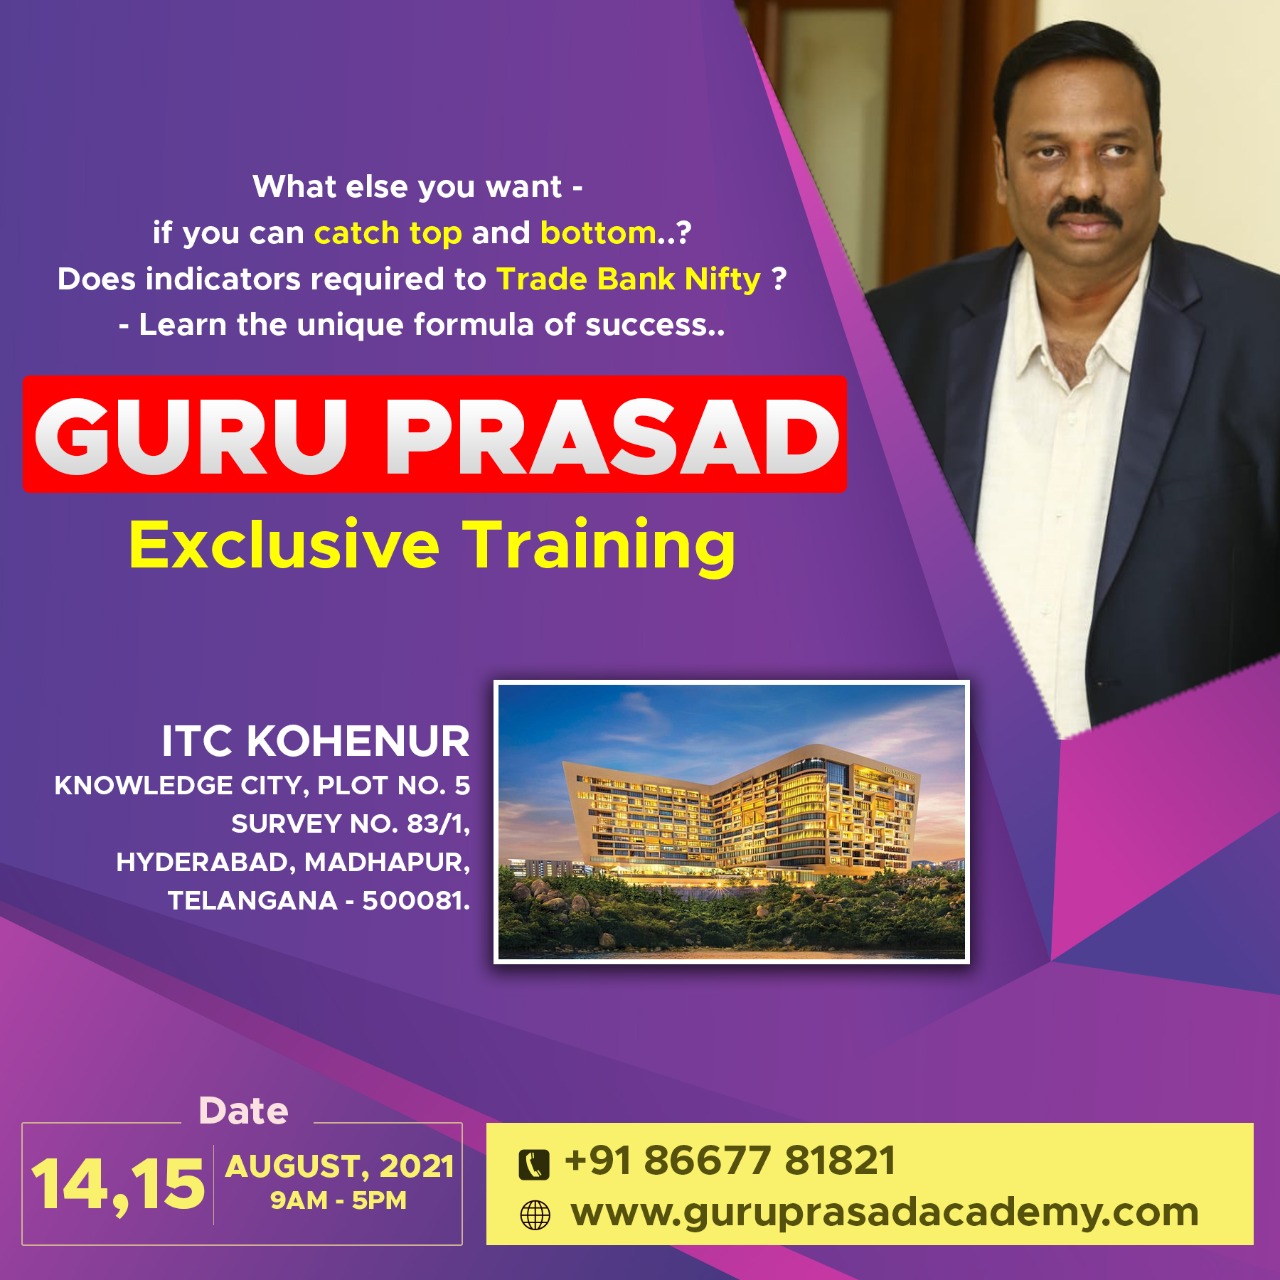 What else you want -
if you can catch top and bottom..?
Does indicators required to Trade Bank Nifty ?
- Learn the unique formula of success..
GURU PRASAD
Exclusive Training
ITC KOHENUR
KNOWLEDGE CITY, PLOT NO. 5
SURVEY NO. 83/1,
HYDERABAD, MADHAPUR,
TELANGANA - 500081.
Date
14,15
AUGUST, 2021
9AM - 5PM
+91 86677 81821
www.guruprasadacademy.com